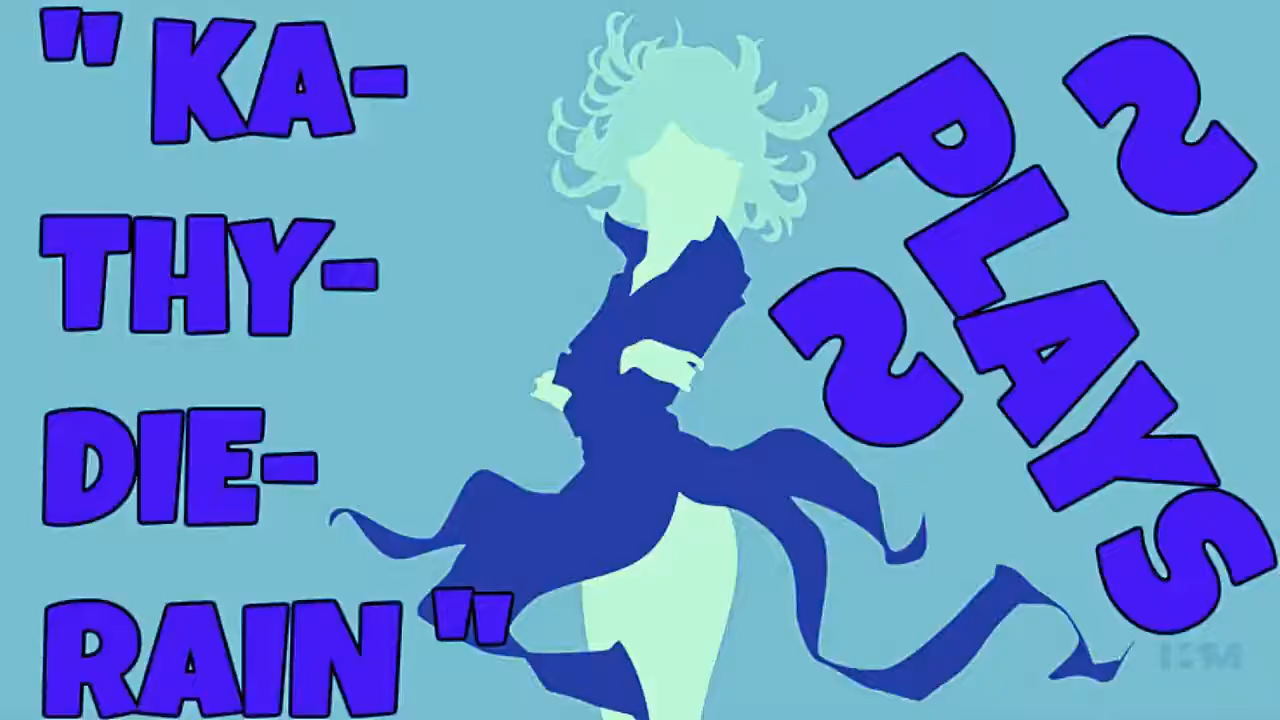 " KA-
THY-
DIE-
RAIN "
~
PLAYS
~